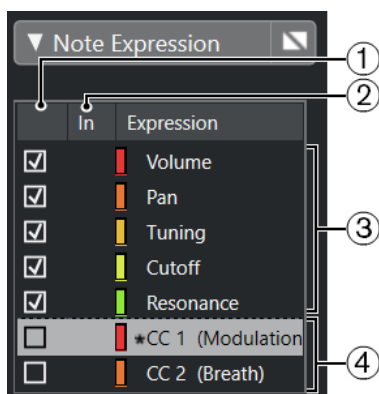 ▼ Note Expression
1
2
In Expression
Volume
Pan
Tuning
3
Cutoff
Resonance
*CC 1 (Modulation
4
CC 2 (Breath)